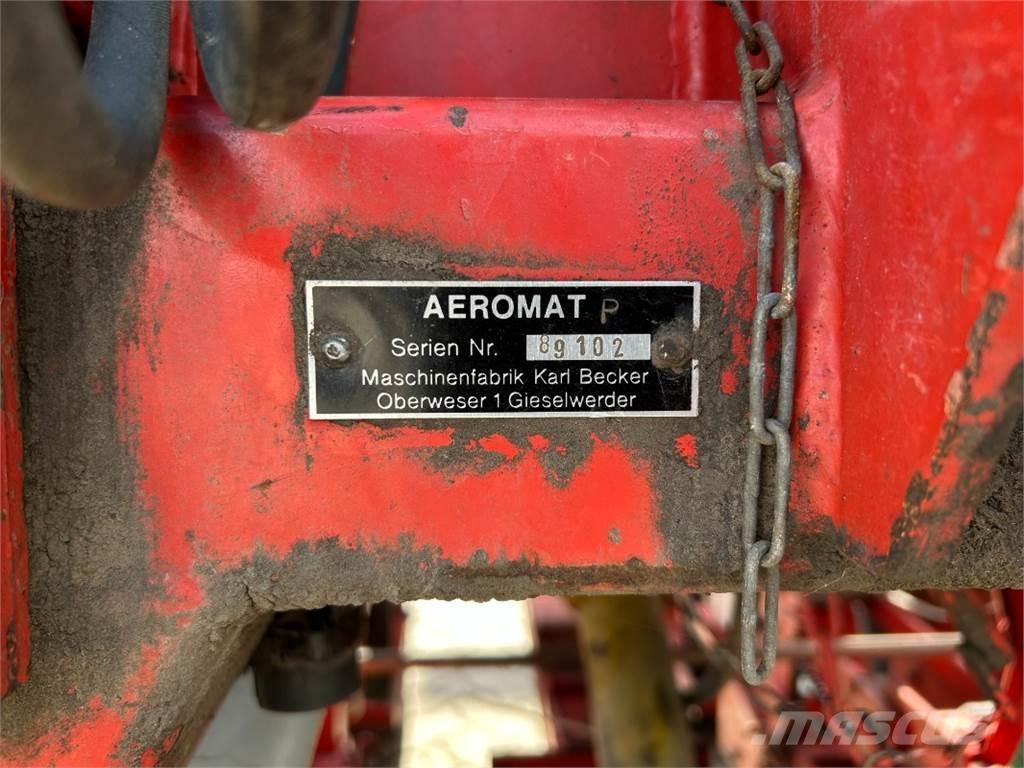 AEROMAT P
Serien Nr. 89102
Maschinenfabrik Karl Becker
Oberweser 1 Gieselwerder
MASCUS